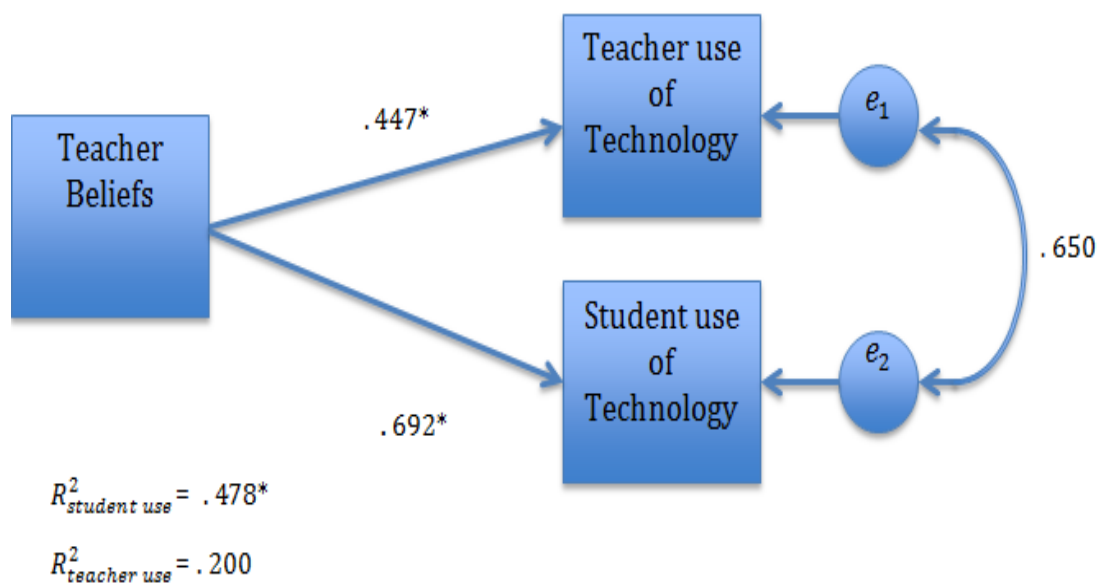 Teacher
Beliefs
.447*
.692*
Teacher use
of
Technology
Student use
of
Technology
e₁
e₂
.650
R²student use = .478*
R²teacher use = .200